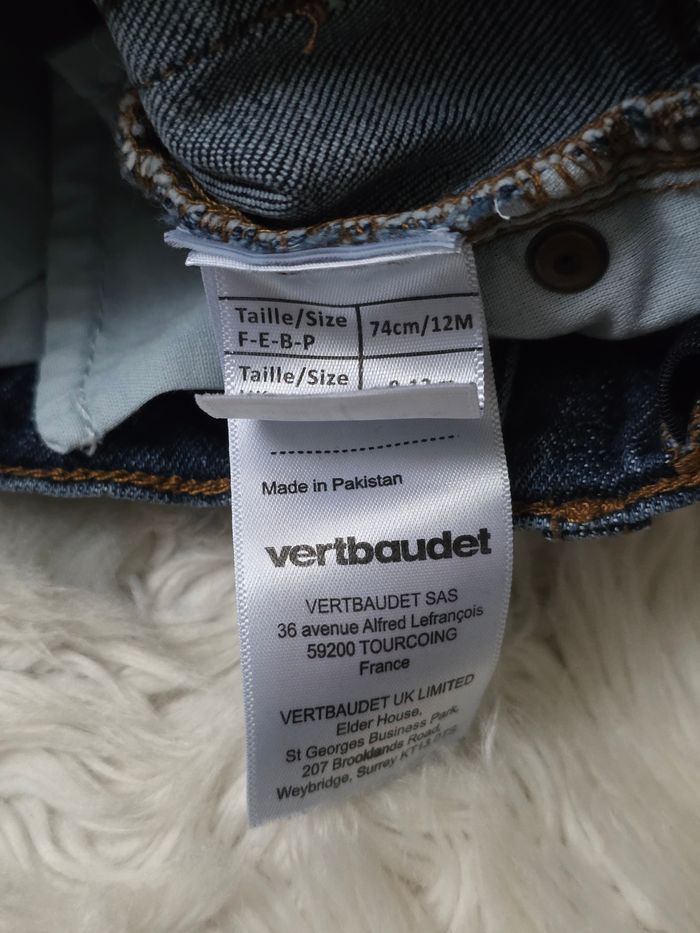 Taille/Size
F-E-B-P
74cm/12M
Taille/Size
Made in Pakistan
vertbaudet
VERTBAUDET SAS
36 avenue Alfred Lefrançois
59200 TOURCOING
France
VERTBAUDET UK LIMITED
Elder House,
St Georges Business Park,
207 Brooklands Road,
Weybridge, Surrey KT13